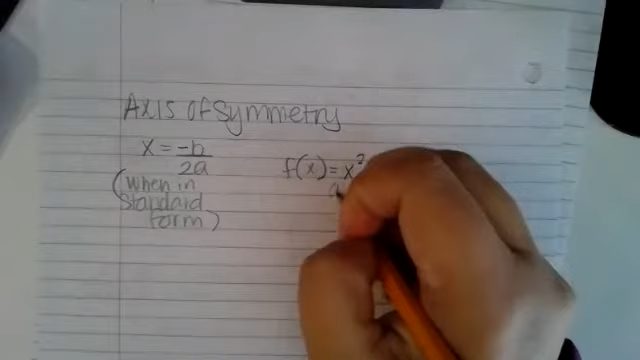 Axis of Symmetry
x = -b
2a
(when in
standard
form)
f(x) = x²
a